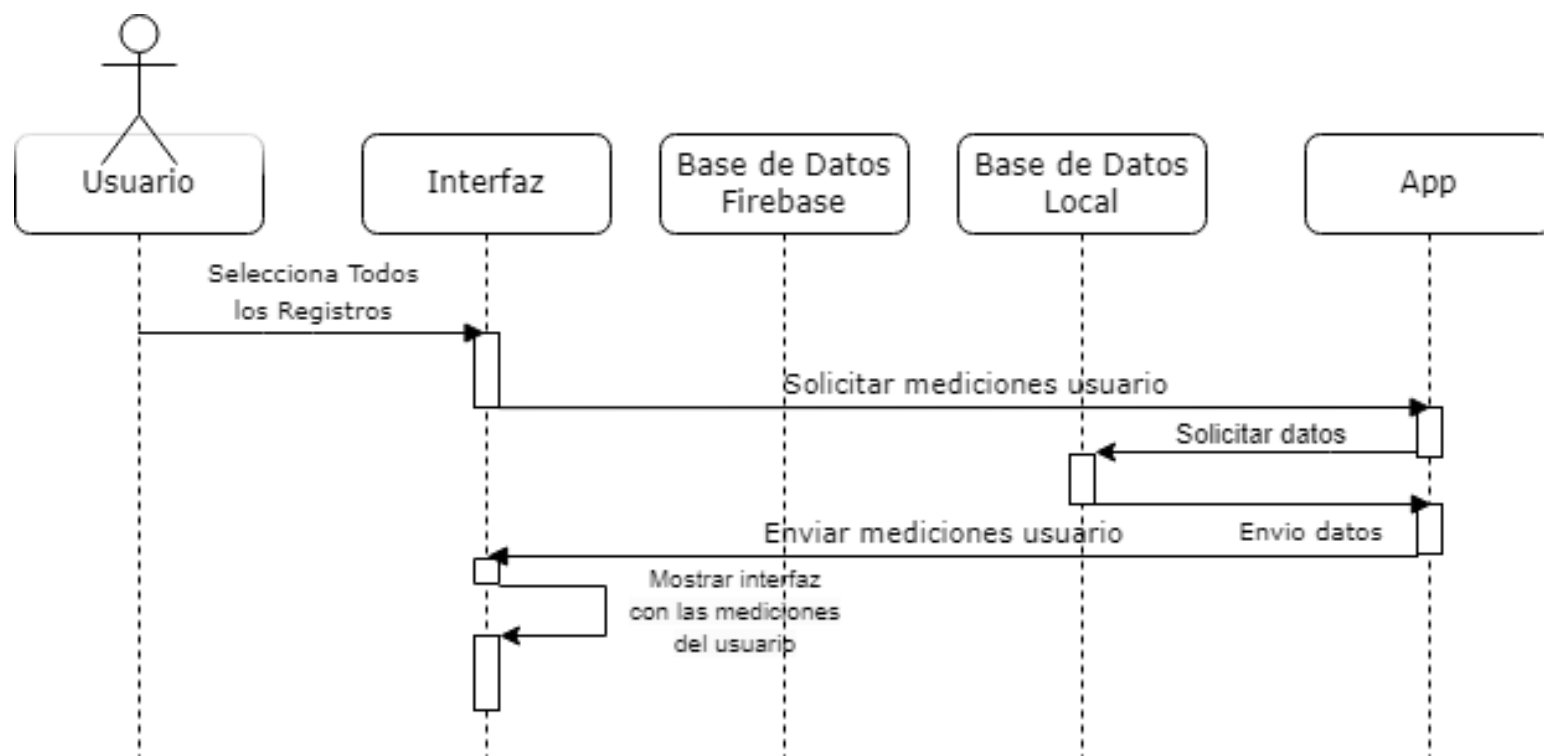 Usuario
Interfaz
Base de Datos
Firebase
Base de Datos
Local
App
Selecciona Todos
los Registros
Solicitar mediciones usuario
Solicitar datos
Envio datos
Enviar mediciones usuario
Mostrar interfaz
con las mediciones
del usuario